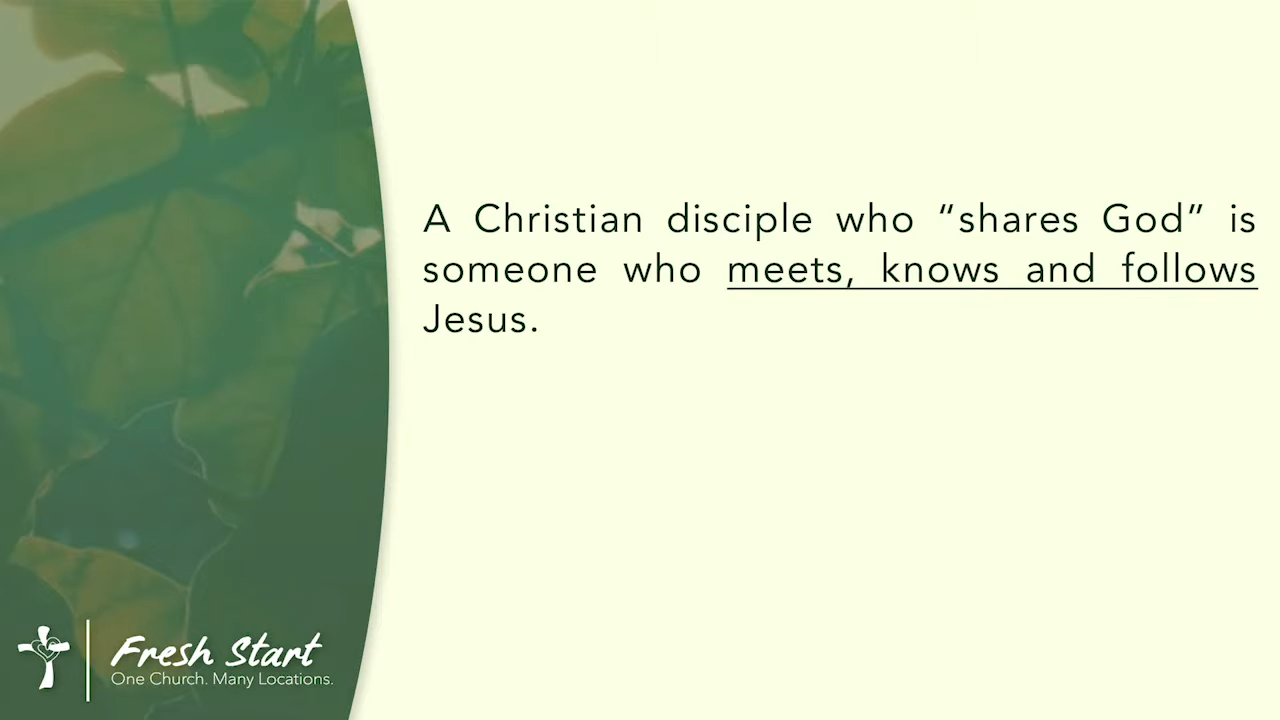 A Christian disciple who “shares God” is
someone who meets, knows and follows
Jesus.
Fresh Start
One Church. Many Locations.